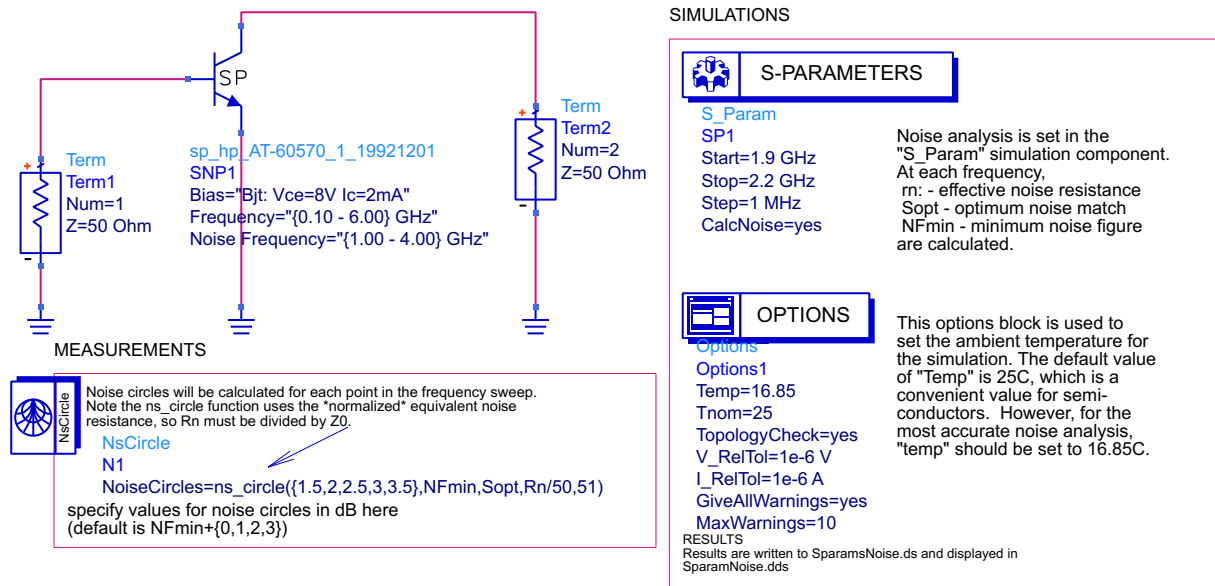 SP
Term
Term1
Num=1
Z=50 Ohm
+
-
sp_hp_AT-60570_1_19921201
SNP1
Bias="Bjt: Vce=8V Ic=2mA"
Frequency="{0.10 - 6.00} GHz"
Noise Frequency="{1.00 - 4.00} GHz"
Term
Term2
Num=2
Z=50 Ohm
+
-
MEASUREMENTS
NsCircle
Noise circles will be calculated for each point in the frequency sweep.
Note the ns_circle function uses the *normalized* equivalent noise
resistance, so Rn must be divided by Z0.
NsCircle
N1
NoiseCircles=ns_circle({1.5,2,2.5,3,3.5},NFmin,Sopt,Rn/50,51)
specify values for noise circles in dB here
(default is NFmin+{0,1,2,3})
SIMULATIONS
S-PARAMETERS
S_Param
SP1
Start=1.9 GHz
Stop=2.2 GHz
Step=1 MHz
CalcNoise=yes
Noise analysis is set in the
"S_Param" simulation component.
At each frequency,
rn: - effective noise resistance
Sopt - optimum noise match
NFmin - minimum noise figure
are calculated.
OPTIONS
Options
Options1
Temp=16.85
Tnom=25
TopologyCheck=yes
V_RelTol=1e-6 V
I_RelTol=1e-6 A
GiveAllWarnings=yes
MaxWarnings=10
This options block is used to
set the ambient temperature for
the simulation. The default value
of "Temp" is 25C, which is a
convenient value for semi-
conductors. However, for the
most accurate noise analysis,
"temp" should be set to 16.85C.
RESULTS
Results are written to SparamsNoise.ds and displayed in
SparamNoise.dds